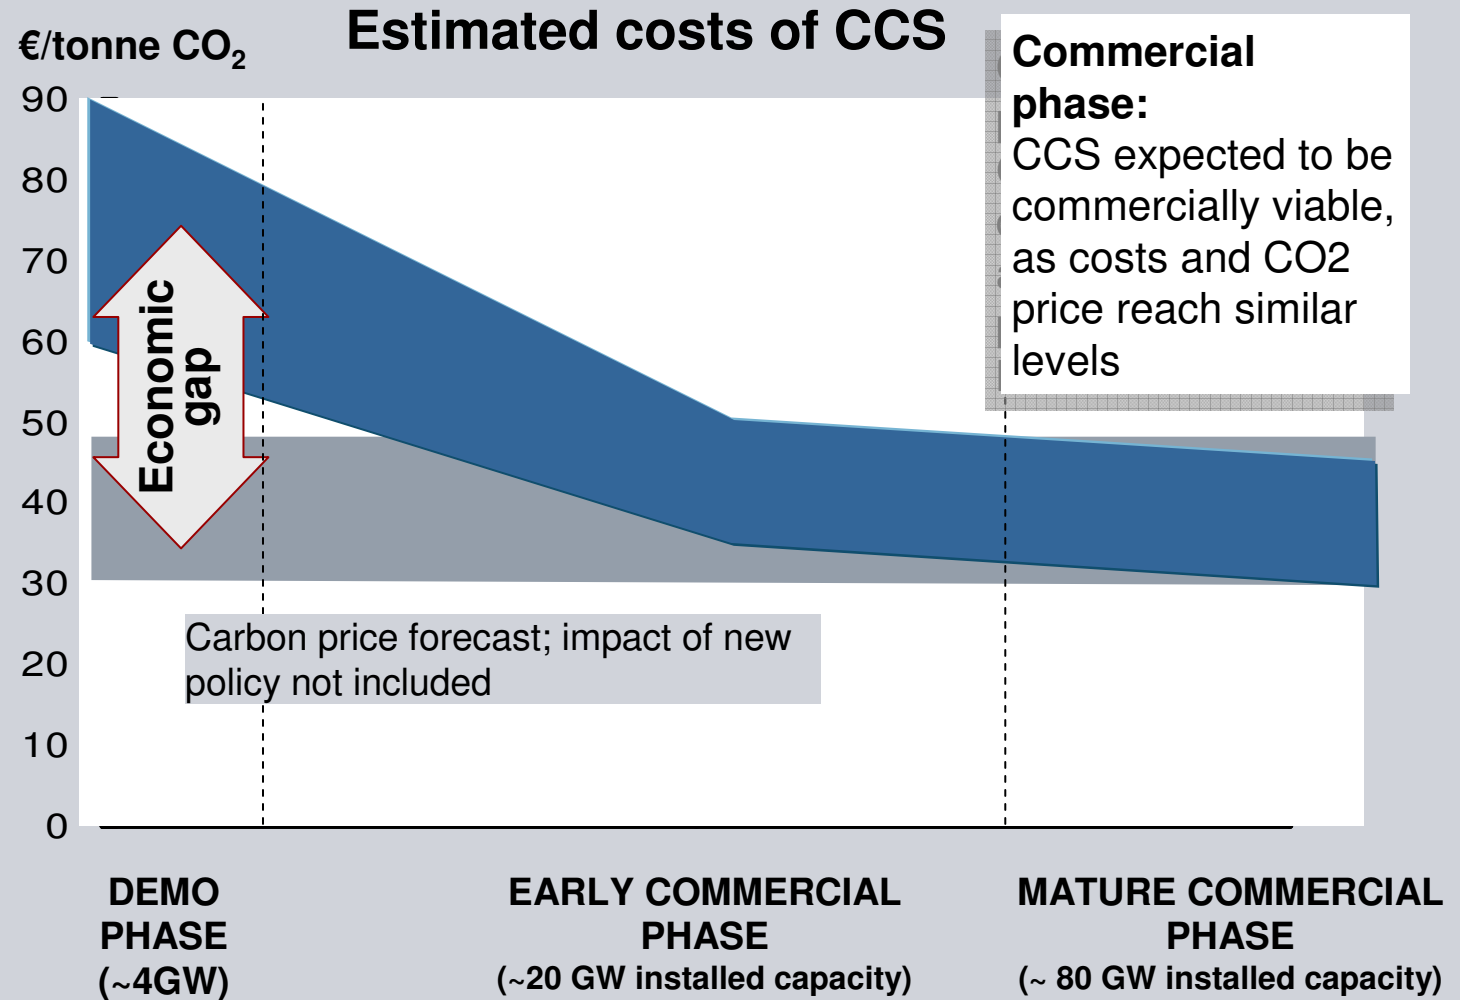 Estimated costs of CCS
€/tonne CO₂
Commercial
phase:
CCS expected to be
commercially viable,
as costs and CO2
price reach similar
levels
90
80
70
60
50
40
30
20
10
0
Economic
gap
Carbon price forecast; impact of new
policy not included
DEMO
PHASE
(~4GW)
EARLY COMMERCIAL
PHASE
(~20 GW installed capacity)
MATURE COMMERCIAL
PHASE
(~ 80 GW installed capacity)